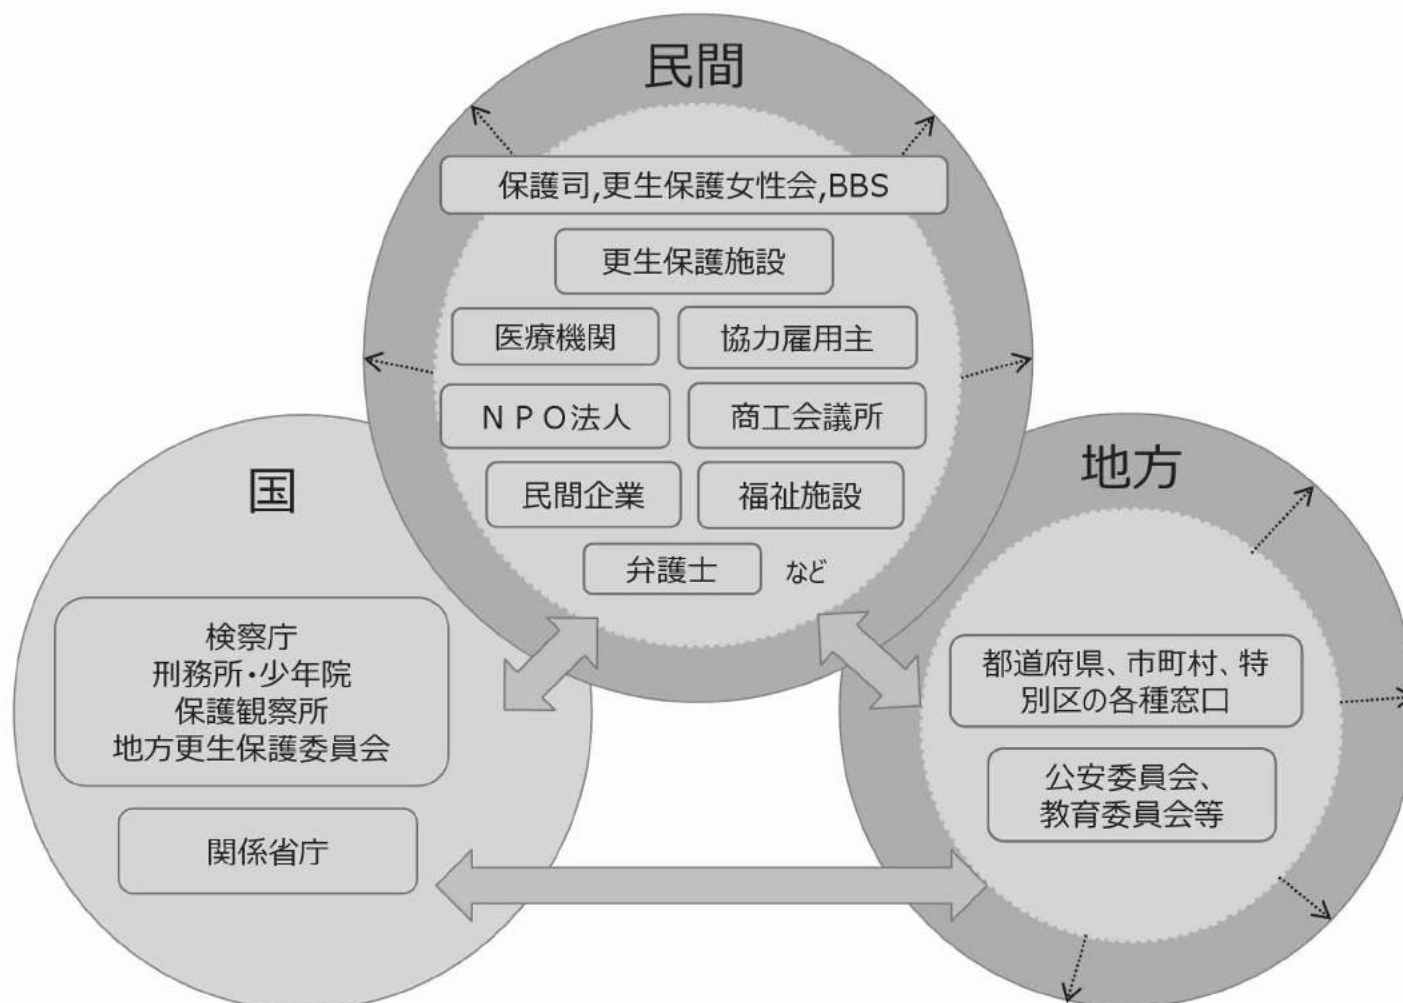 民間
保護司,更生保護女性会,BBS
更生保護施設
医療機関
協力雇用主
ＮＰＯ法人
商工会議所
民間企業
福祉施設
弁護士
など
国
検察庁
刑務所・少年院
保護観察所
地方更生保護委員会
関係省庁
地方
都道府県、市町村、特
別区の各種窓口
公安委員会、
教育委員会等